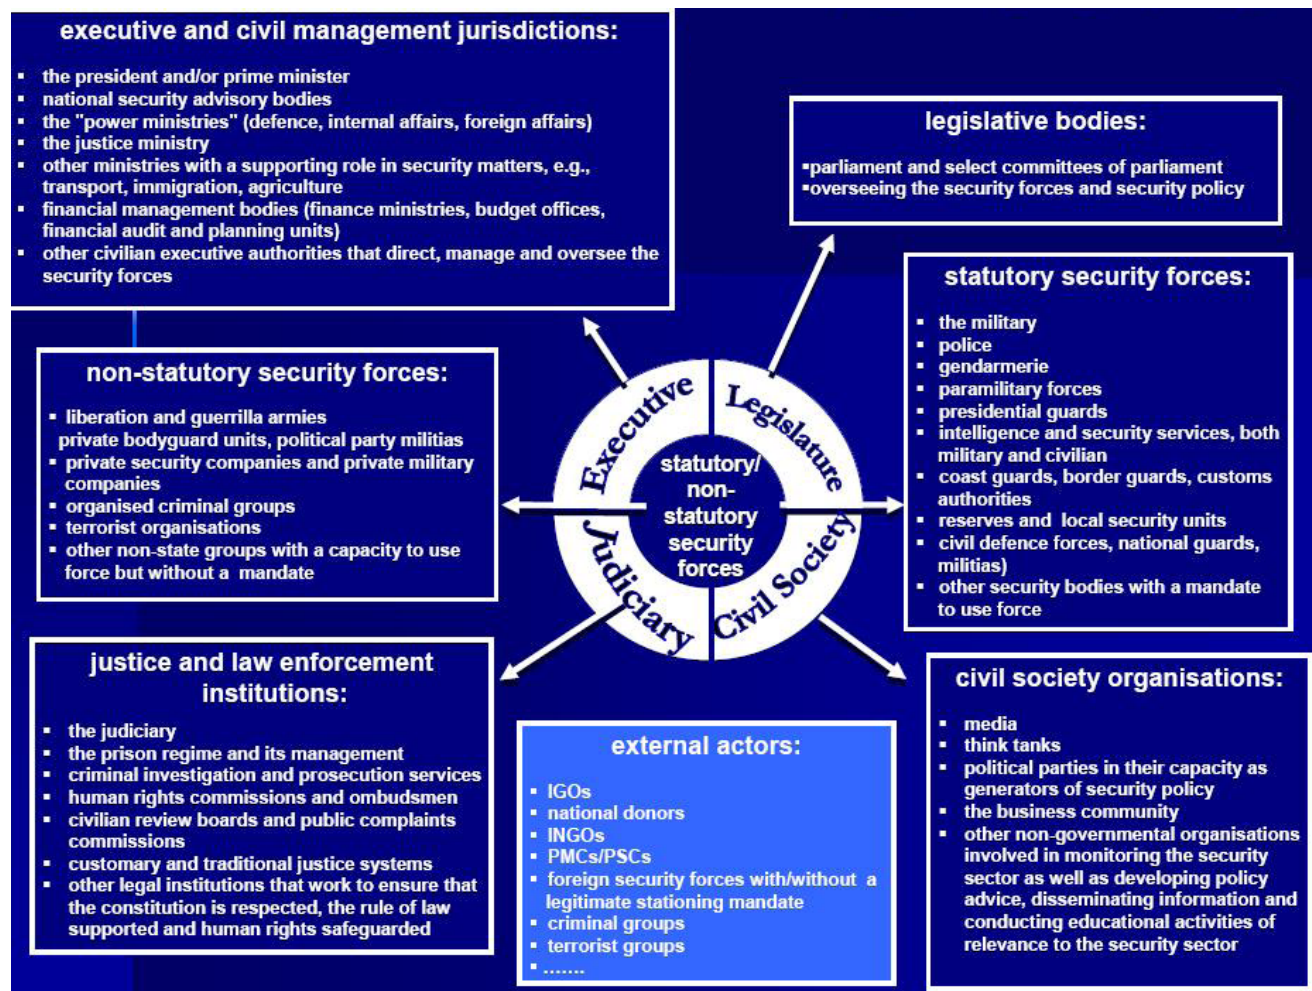 executive and civil management jurisdictions:
▪ the president and/or prime minister
▪ national security advisory bodies
▪ the "power ministries" (defence, internal affairs, foreign affairs)
▪ the justice ministry
▪ other ministries with a supporting role in security matters, e.g.,
transport, immigration, agriculture
▪ financial management bodies (finance ministries, budget offices,
financial audit and planning units)
▪ other civilian executive authorities that direct, manage and oversee the
security forces
legislative bodies:
▪parliament and select committees of parliament
▪overseeing the security forces and security policy
non-statutory security forces:
▪ liberation and guerrilla armies
private bodyguard units, political party militias
▪ private security companies and private military
companies
▪ organised criminal groups
▪ terrorist organisations
▪ other non-state groups with a capacity to use
force but without a mandate
Executive
Legislature
Judiciary
Civil Society
statutory/
non-
statutory
security
forces
statutory security forces:
▪ the military
▪ police
▪ gendarmerie
▪ paramilitary forces
▪ presidential guards
▪ intelligence and security services, both
military and civilian
▪ coast guards, border guards, customs
authorities
▪ reserves and local security units
▪ civil defence forces, national guards,
militias)
▪ other security bodies with a mandate
to use force
justice and law enforcement
institutions:
▪ the judiciary
▪ the prison regime and its management
▪ criminal investigation and prosecution services
▪ human rights commissions and ombudsmen
▪ civilian review boards and public complaints
commissions
▪ customary and traditional justice systems
▪ other legal institutions that work to ensure that
the constitution is respected, the rule of law
supported and human rights safeguarded
external actors:
▪ IGOs
▪ national donors
▪ INGOs
▪ PMCs/PSCs
▪ foreign security forces with/without a
legitimate stationing mandate
▪ criminal groups
▪ terrorist groups
▪ .......
civil society organisations:
▪ media
▪ think tanks
▪ political parties in their capacity as
generators of security policy
▪ the business community
▪ other non-governmental organisations
involved in monitoring the security
sector as well as developing policy
advice, disseminating information and
conducting educational activities of
relevance to the security sector